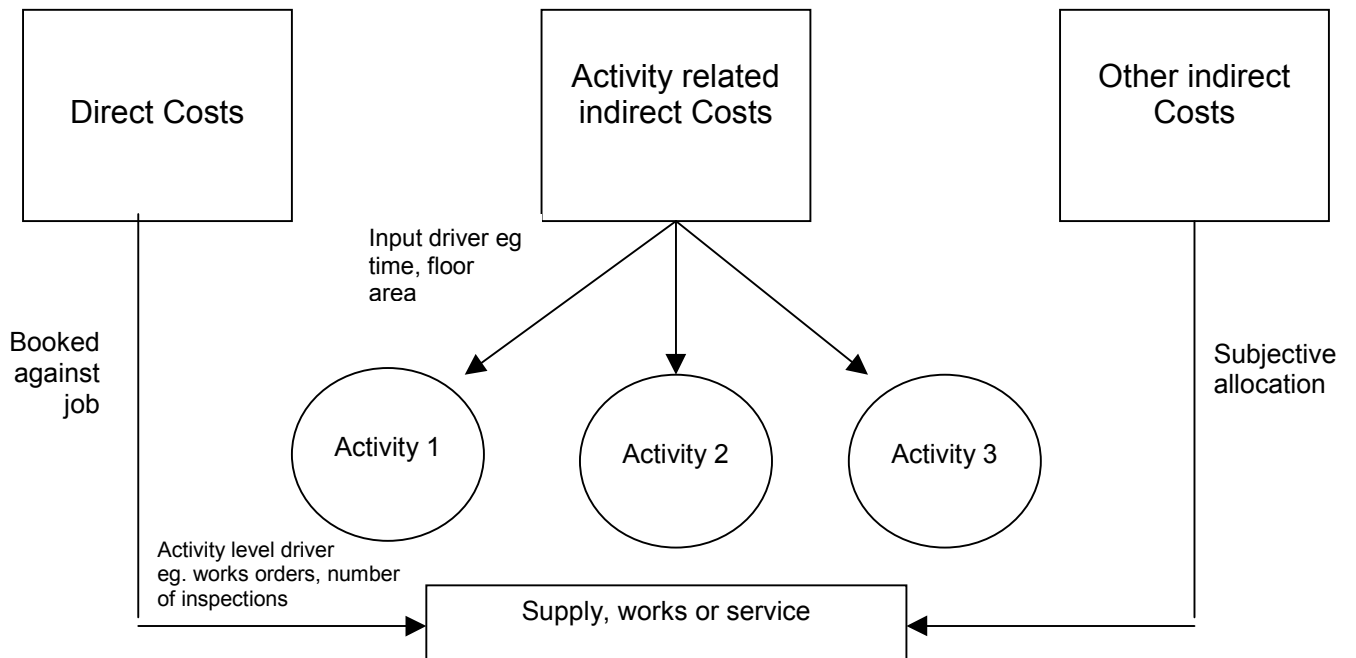 Direct Costs
Activity related
indirect Costs
Other indirect
Costs
Input driver eg
time, floor
area
Booked
against
job
Subjective
allocation
Activity 1
Activity 2
Activity 3
Activity level driver
eg. works orders, number
of inspections
Supply, works or service